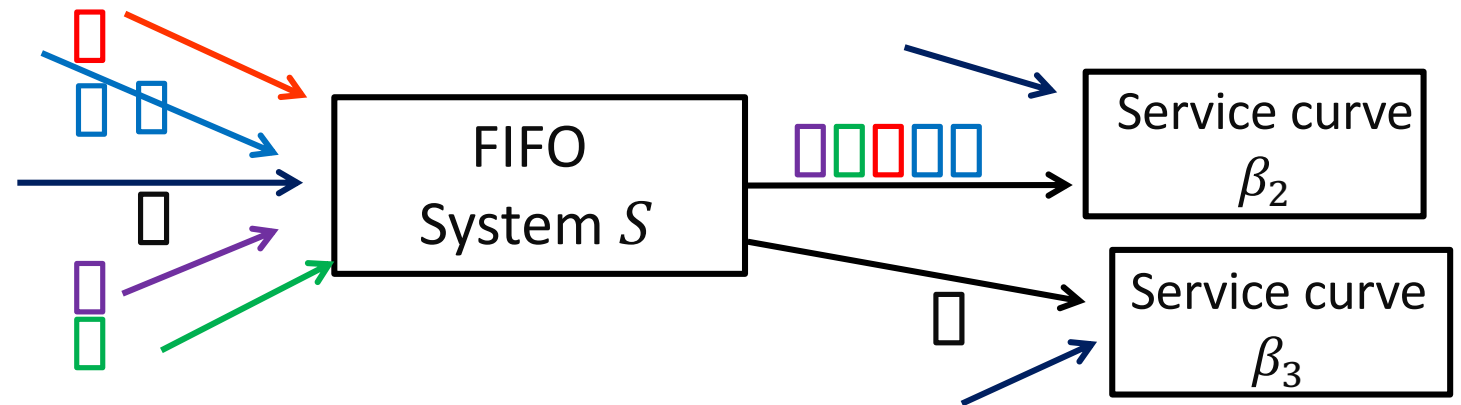 FIFO
System S
Service curve
β₂
Service curve
β₃